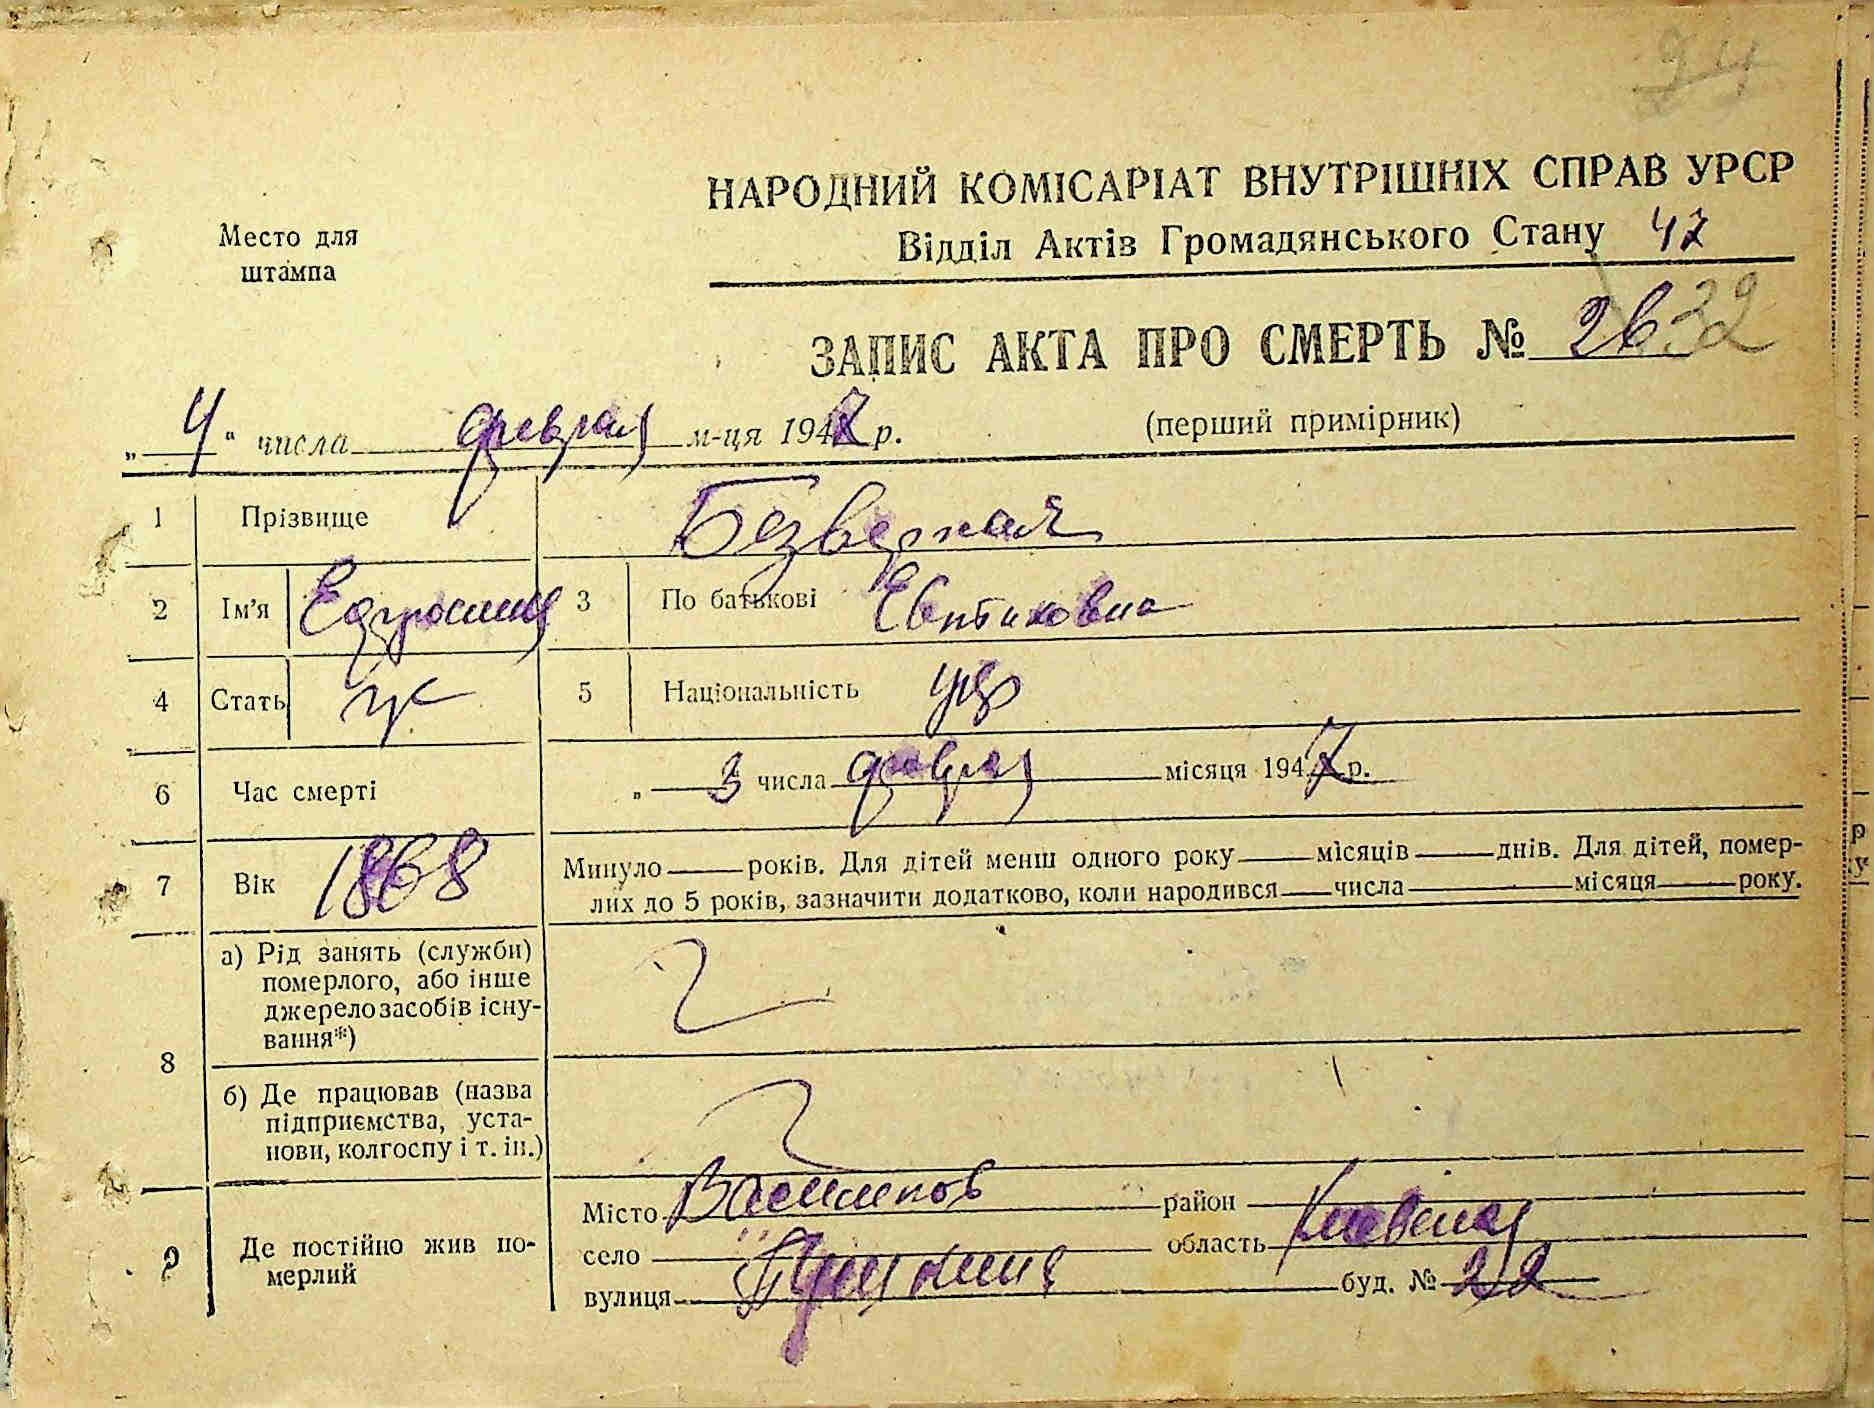 24
НАРОДНИЙ КОМІСАРІАТ ВНУТРІШНІХ СПРАВ УРСР
Відділ Актів Громадянського Стану 47
Место для
штампа
ЗАПИС АКТА ПРО СМЕРТЬ № 26 32
„ 4 " числа февраля м-ця 1947 р. (перший примірник)
1 Прізвище Безверхая
2 Ім'я 3 По батькові Евтиховна
4 Стать ж 5 Національність укр
6 Час смерті „ 3 числа февраля місяця 1947 р.
7 Вік 1868 Минуло року років. Для дітей менш одного року місяців днів. Для дітей, помер-
лих до 5 років, зазначити додатково, коли народився числа місяця року.
8 а) Рід занять (служби)
померлого, або інше
джерело засобів існу-
вання*)
б) Де працював (назва
підприємства, уста-
нови, колгоспу і т. ін.)
9 Де постійно жив по-
мерлий
Місто Васильков район
село область Киевская
вулиця буд. № 22